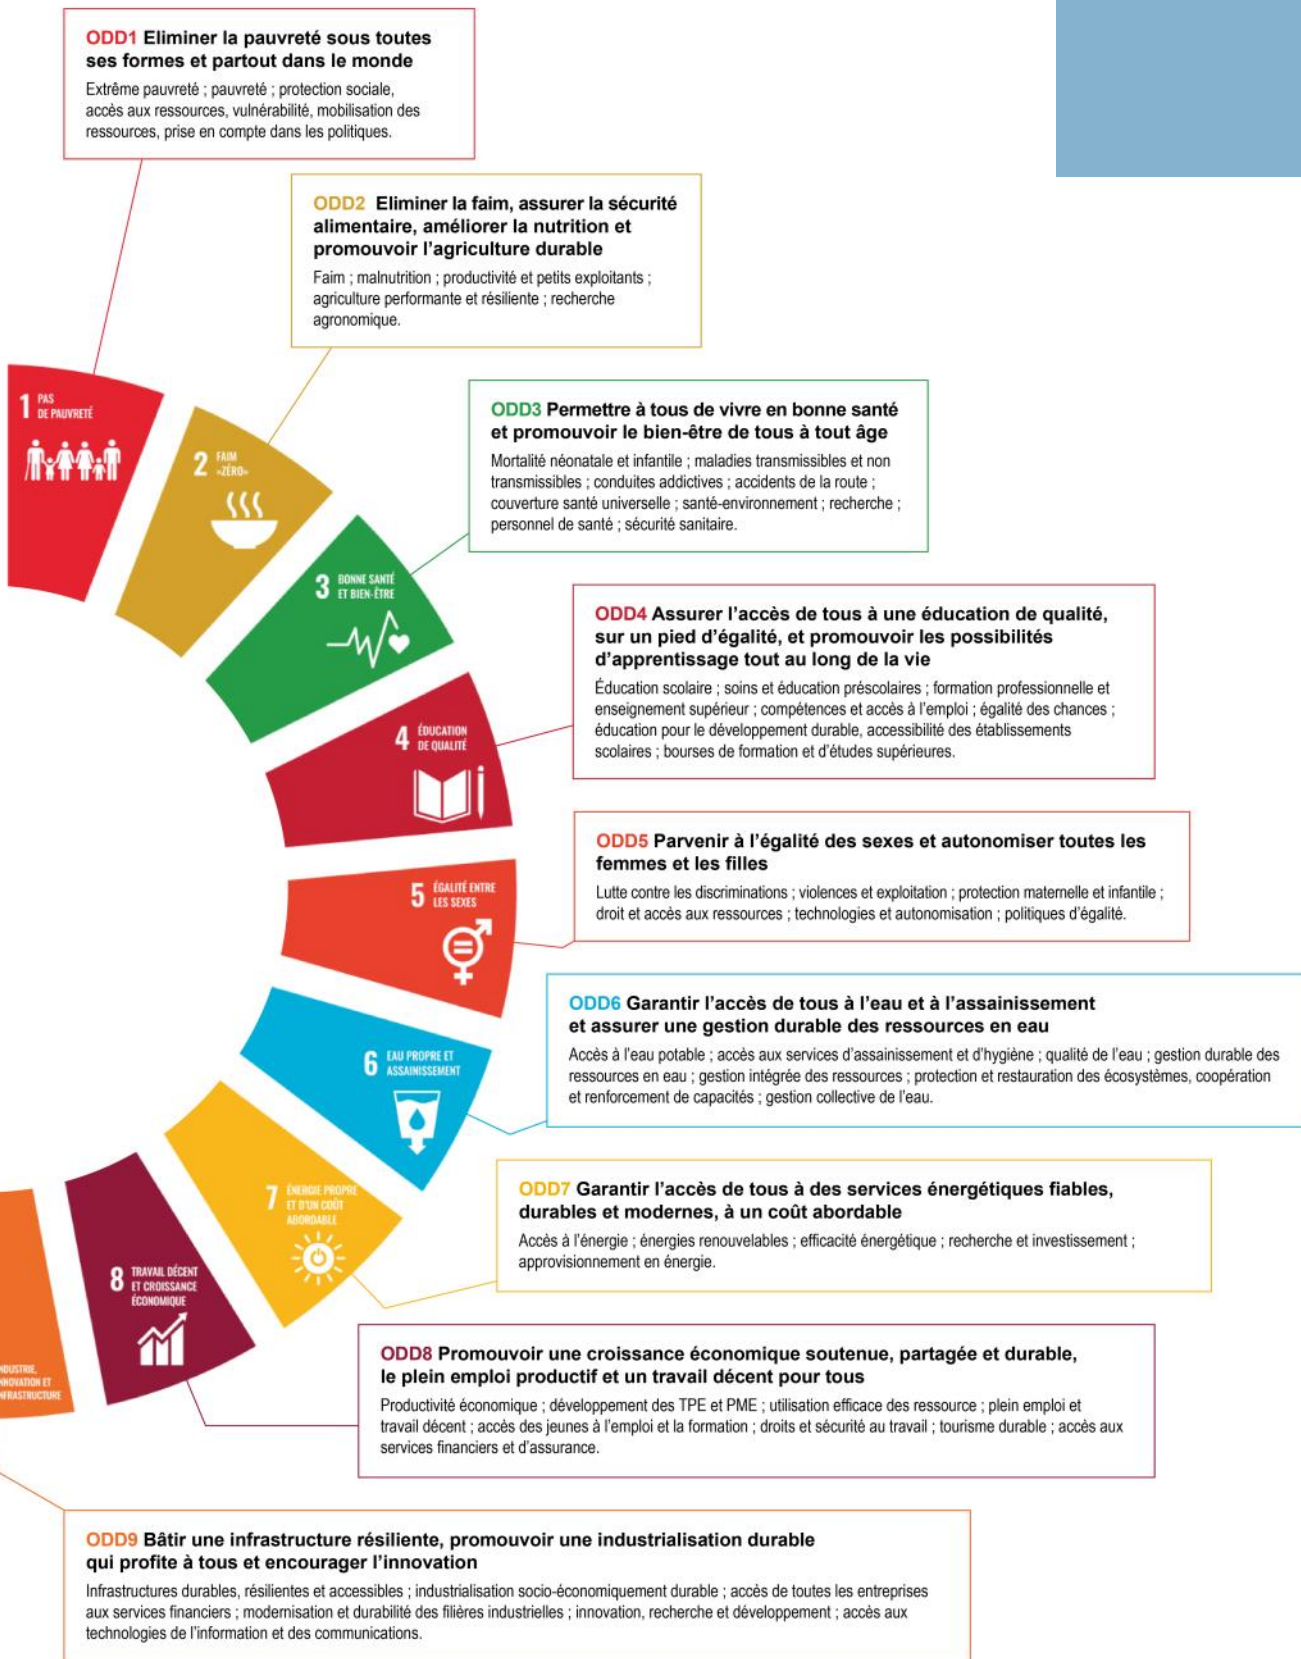 ODD1 Eliminer la pauvreté sous toutes
ses formes et partout dans le monde
Extrême pauvreté ; pauvreté ; protection sociale,
accès aux ressources, vulnérabilité, mobilisation des
ressources, prise en compte dans les politiques.
ODD2 Eliminer la faim, assurer la sécurité
alimentaire, améliorer la nutrition et
promouvoir l’agriculture durable
Faim ; malnutrition ; productivité et petits exploitants ;
agriculture performante et résiliente ; recherche
agronomique.
1 PAS
DE PAUVRETÉ
2 FAIM
«ZÉRO»
ODD3 Permettre à tous de vivre en bonne santé
et promouvoir le bien-être de tous à tout âge
Mortalité néonatale et infantile ; maladies transmissibles et non
transmissibles ; conduites addictives ; accidents de la route ;
couverture santé universelle ; santé-environnement ; recherche ;
personnel de santé ; sécurité sanitaire.
3 BONNE SANTÉ
ET BIEN-ÊTRE
ODD4 Assurer l’accès de tous à une éducation de qualité,
sur un pied d’égalité, et promouvoir les possibilités
d’apprentissage tout au long de la vie
Éducation scolaire ; soins et éducation préscolaires ; formation professionnelle et
enseignement supérieur ; compétences et accès à l’emploi ; égalité des chances ;
éducation pour le développement durable, accessibilité des établissements
scolaires ; bourses de formation et d’études supérieures.
4 ÉDUCATION
DE QUALITÉ
ODD5 Parvenir à l’égalité des sexes et autonomiser toutes les
femmes et les filles
Lutte contre les discriminations ; violences et exploitation ; protection maternelle et infantile ;
droit et accès aux ressources ; technologies et autonomisation ; politiques d’égalité.
5 ÉGALITÉ ENTRE
LES SEXES
ODD6 Garantir l’accès de tous à l’eau et à l’assainissement
et assurer une gestion durable des ressources en eau
Accès à l’eau potable ; accès aux services d’assainissement et d’hygiène ; qualité de l’eau ; gestion durable des
ressources en eau ; gestion intégrée des ressources ; protection et restauration des écosystèmes, coopération
et renforcement de capacités ; gestion collective de l’eau.
6 EAU PROPRE ET
ASSAINISSEMENT
ODD7 Garantir l’accès de tous à des services énergétiques fiables,
durables et modernes, à un coût abordable
Accès à l’énergie ; énergies renouvelables ; efficacité énergétique ; recherche et investissement ;
approvisionnement en énergie.
7 ÉNERGIE PROPRE
ET D’UN COÛT
ABORDABLE
8 TRAVAIL DÉCENT
ET CROISSANCE
ÉCONOMIQUE
ODD8 Promouvoir une croissance économique soutenue, partagée et durable,
le plein emploi productif et un travail décent pour tous
Productivité économique ; développement des TPE et PME ; utilisation efficace des ressource ; plein emploi et
travail décent ; accès des jeunes à l’emploi et la formation ; droits et sécurité au travail ; tourisme durable ; accès aux
services financiers et d’assurance.
NDUSTRIE,
NNOVATION ET
NFRASTRUCTURE
ODD9 Bâtir une infrastructure résiliente, promouvoir une industrialisation durable
qui profite à tous et encourager l’innovation
Infrastructures durables, résilientes et accessibles ; industrialisation socio-économiquement durable ; accès de toutes les entreprises
aux services financiers ; modernisation et durabilité des filières industrielles ; innovation, recherche et développement ; accès aux
technologies de l’information et des communications.